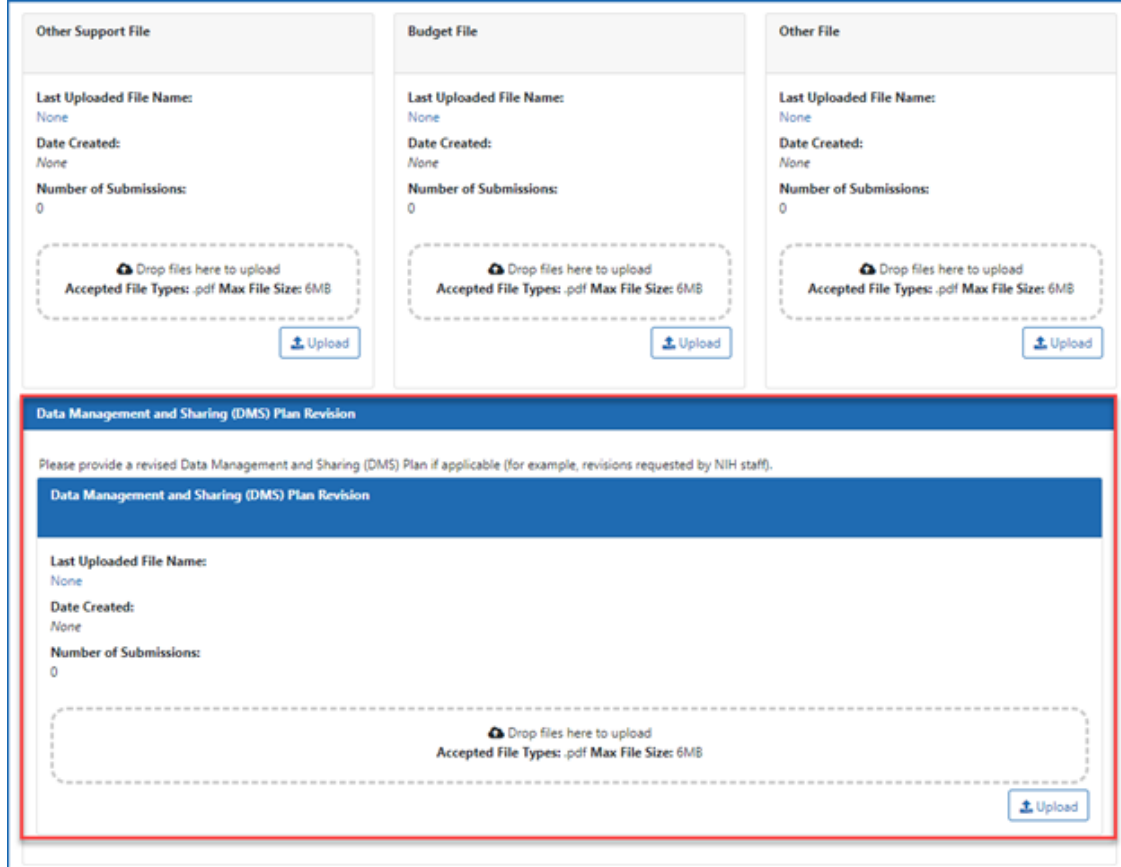 Other Support File
Last Uploaded File Name:
None
Date Created:
None
Number of Submissions:
0
Drop files here to upload
Accepted File Types: .pdf Max File Size: 6MB
Upload
Budget File
Last Uploaded File Name:
None
Date Created:
None
Number of Submissions:
0
Drop files here to upload
Accepted File Types: .pdf Max File Size: 6MB
Upload
Other File
Last Uploaded File Name:
None
Date Created:
None
Number of Submissions:
0
Drop files here to upload
Accepted File Types: .pdf Max File Size: 6MB
Upload
Data Management and Sharing (DMS) Plan Revision
Please provide a revised Data Management and Sharing (DMS) Plan if applicable (for example, revisions requested by NIH staff).
Data Management and Sharing (DMS) Plan Revision
Last Uploaded File Name:
None
Date Created:
None
Number of Submissions:
0
Drop files here to upload
Accepted File Types: .pdf Max File Size: 6MB
Upload